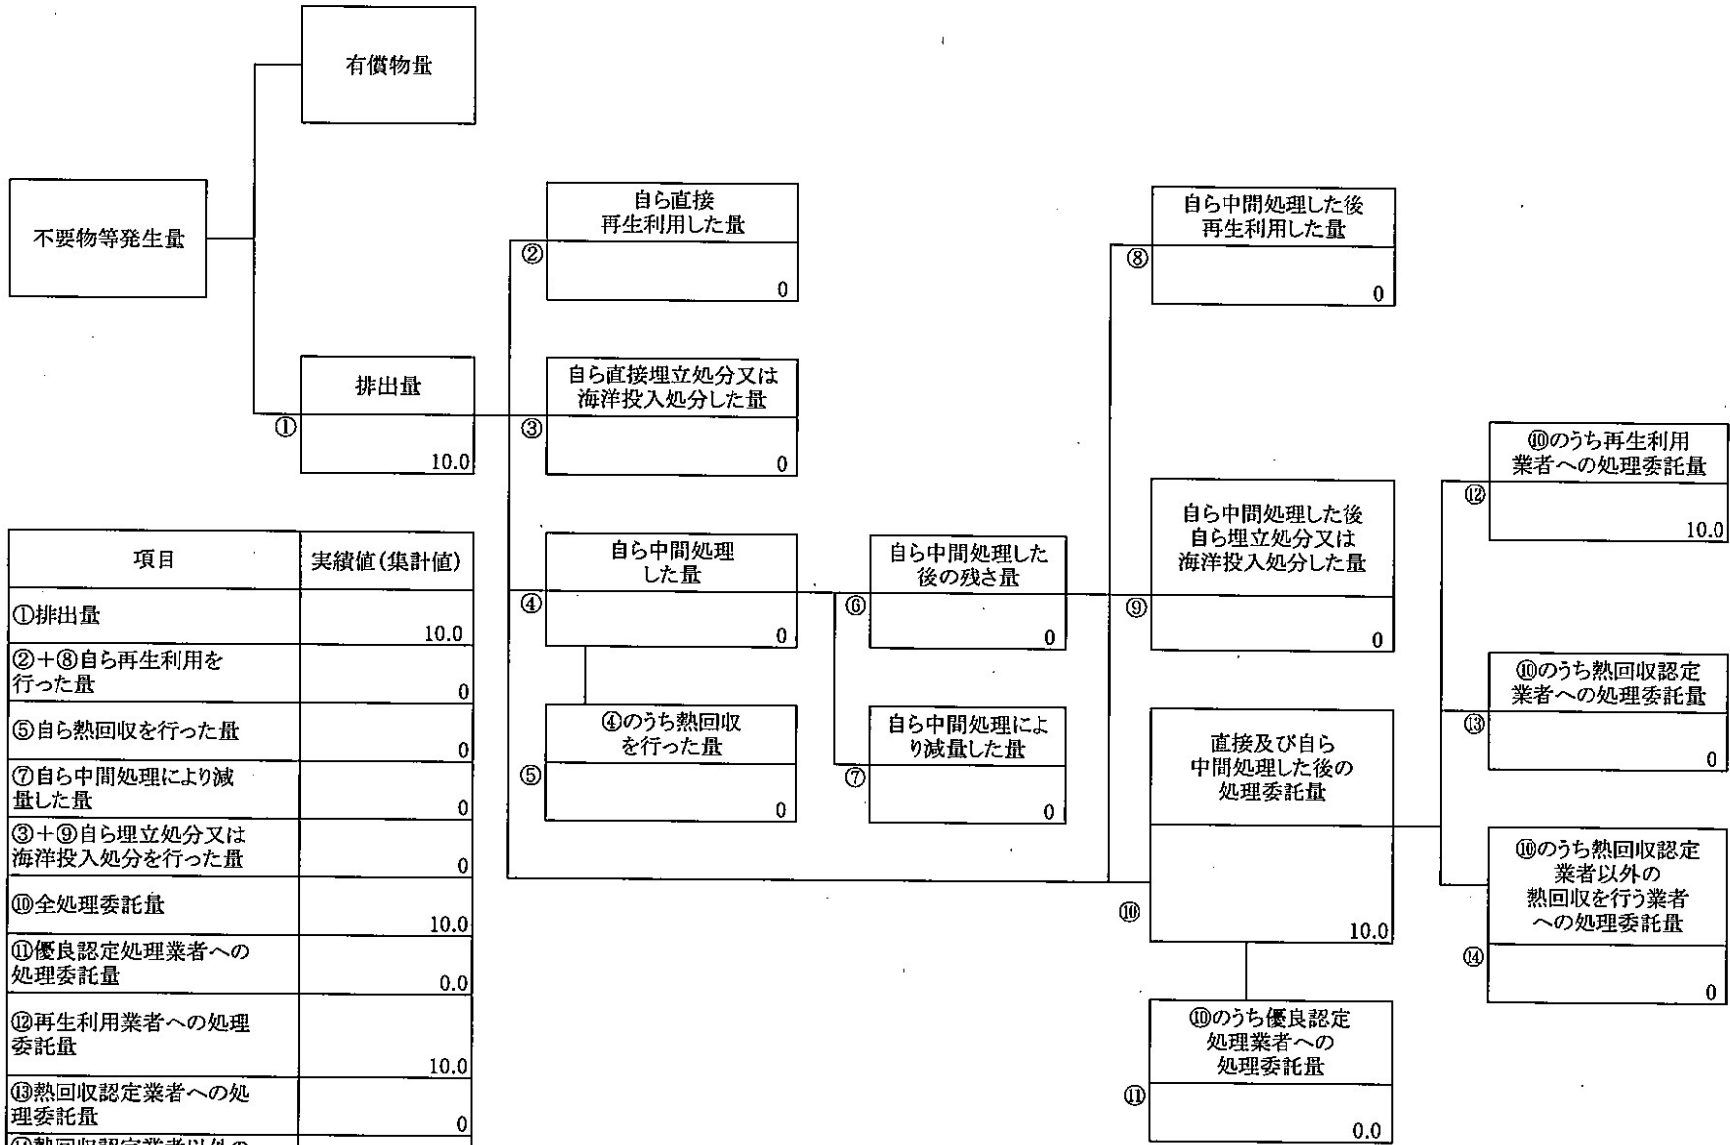 有償物量
不要物等発生量
排出量
①
10.0
自ら直接
再生利用した量
②
0
自ら直接埋立処分又は
海洋投入処分した量
③
0
自ら中間処理
した量
④
0
④のうち熱回収
を行った量
⑤
0
自ら中間処理した
後の残さ量
⑥
0
自ら中間処理によ
り減量した量
⑦
0
自ら中間処理した後
再生利用した量
⑧
0
自ら中間処理した後
自ら埋立処分又は
海洋投入処分した量
⑨
0
直接及び自ら
中間処理した後の
処理委託量
⑩
10.0
⑩のうち優良認定
処理業者への
処理委託量
⑪
0.0
⑩のうち再生利用
業者への処理委託量
⑫
10.0
⑩のうち熱回収認定
業者への処理委託量
⑬
0
⑩のうち熱回収認定
業者以外の
熱回収を行う業者
への処理委託量
⑭
0
項目 実績値(集計値)
①排出量
10.0
②+⑧自ら再生利用を
行った量
0
⑤自ら熱回収を行った量
0
⑦自ら中間処理により減
量した量
0
③+⑨自ら埋立処分又は
海洋投入処分を行った量
0
⑩全処理委託量
10.0
⑪優良認定処理業者への
処理委託量
0.0
⑫再生利用業者への処理
委託量
10.0
⑬熱回収認定業者への処
理委託量
0
⑭熱回収認定業者以外の